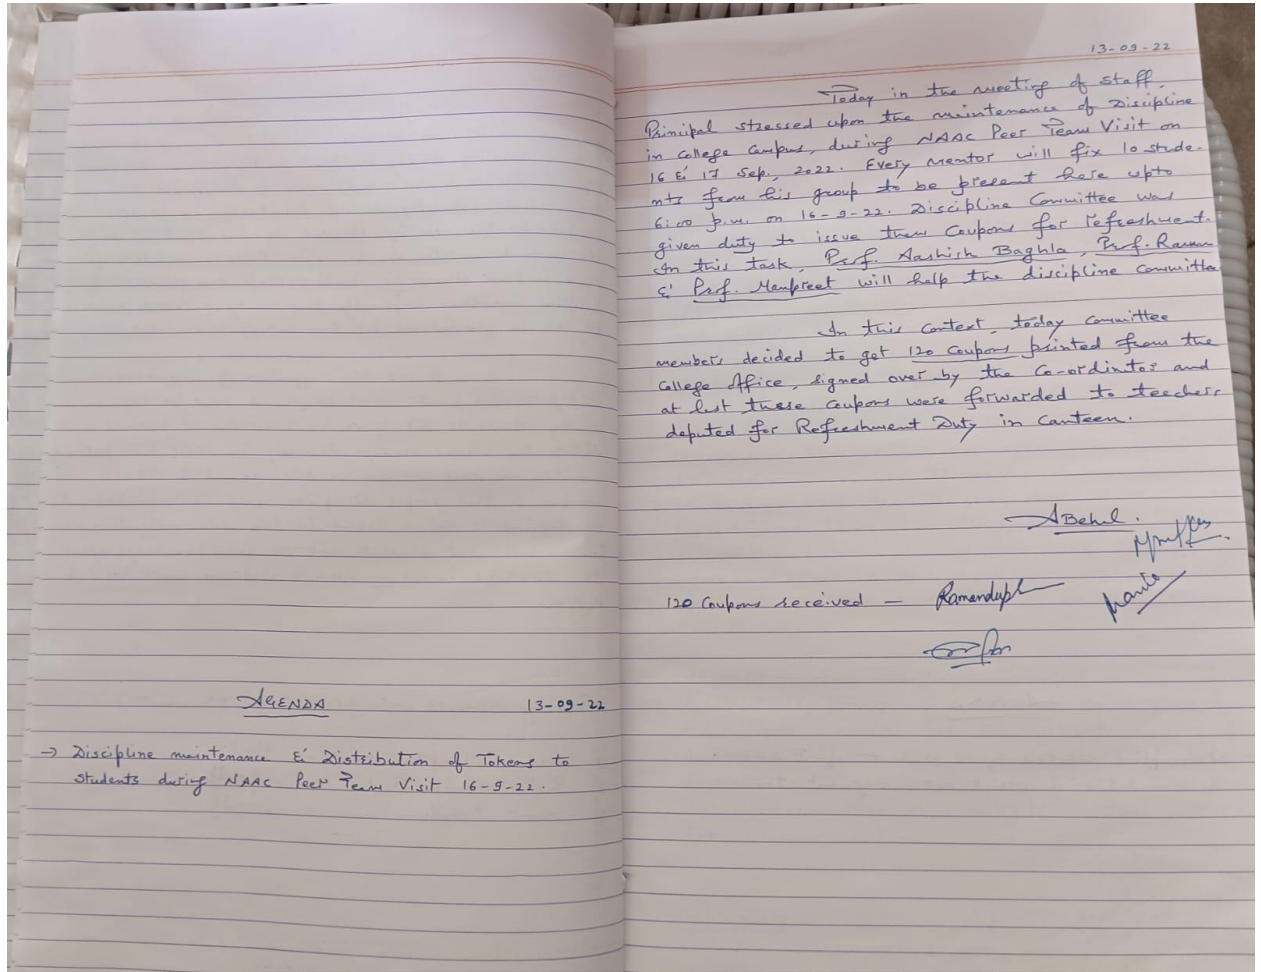 AGENDA 13-09-22
→ Discipline maintenance & Distribution of Tokens to
students during NAAC Peer Team Visit 16-9-22.
13-09-22
Today in the meeting of staff,
Principal stressed upon the maintenance of Discipline
in College Campus, during NAAC Peer Team Visit on
16 & 17 Sep., 2022. Every mentor will fix 10 stude-
nts from his group to be present here upto
6:00 p.m. on 16-9-22. Discipline Committee was
given duty to issue them Coupons for refreshment.
In this task, Prof. Aashish Baghla, Prof. Raman
& Prof. Manpreet will help the discipline committee
In this context, today committee
members decided to get 120 Coupons printed from the
College Office, signed over by the Co-ordinator and
at last these Coupons were forwarded to teachers
deputed for Refreshment Duty in Canteen.
ABehl.
120 Coupons received - Ramandeep